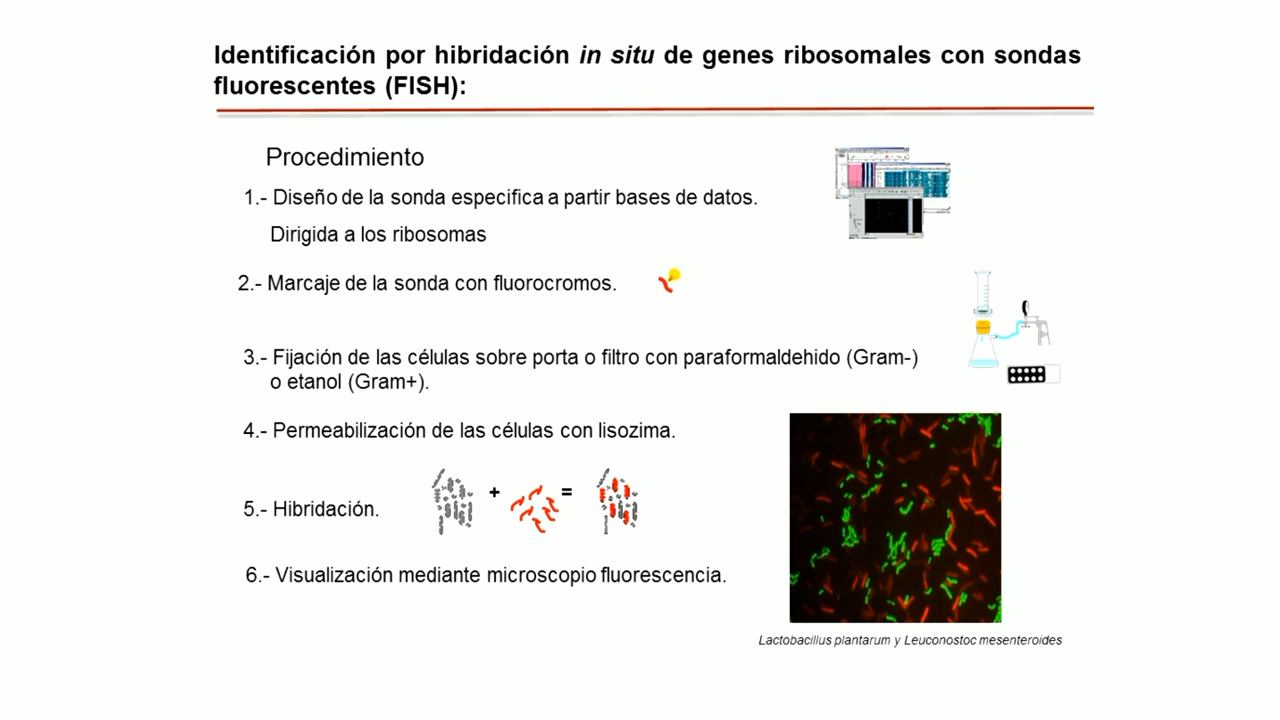 Identificación por hibridación in situ de genes ribosomales con sondas
fluorescentes (FISH):
Procedimiento
1.- Diseño de la sonda especifica a partir bases de datos.
Dirigida a los ribosomas
2.- Marcaje de la sonda con fluorocromos.
3.- Fijación de las células sobre porta o filtro con paraformaldehido (Gram-)
o etanol (Gram+).
4.- Permeabilización de las células con lisozima.
+ =
5.- Hibridación.
6.- Visualización mediante microscopio fluorescencia.
Lactobacillus plantarum y Leuconostoc mesenteroides